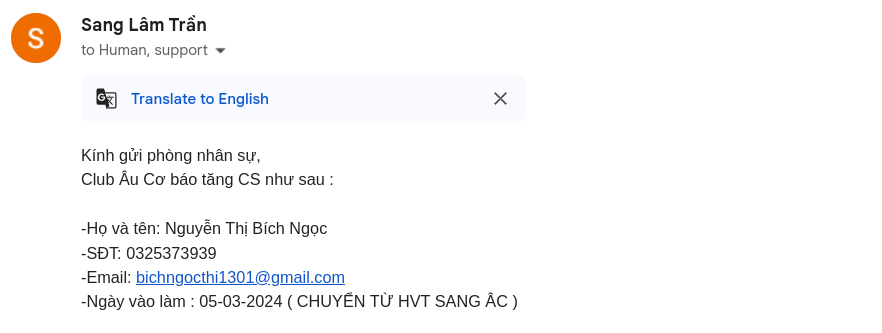 S
Sang Lâm Trần
to Human, support
Translate to English
Kính gửi phòng nhân sự,
Club Âu Cơ báo tăng CS như sau :
-Họ và tên: Nguyễn Thị Bích Ngọc
-SĐT: 0325373939
-Email: bichngocthi1301@gmail.com
-Ngày vào làm : 05-03-2024 ( CHUYỂN TỪ HVT SANG ÂC )